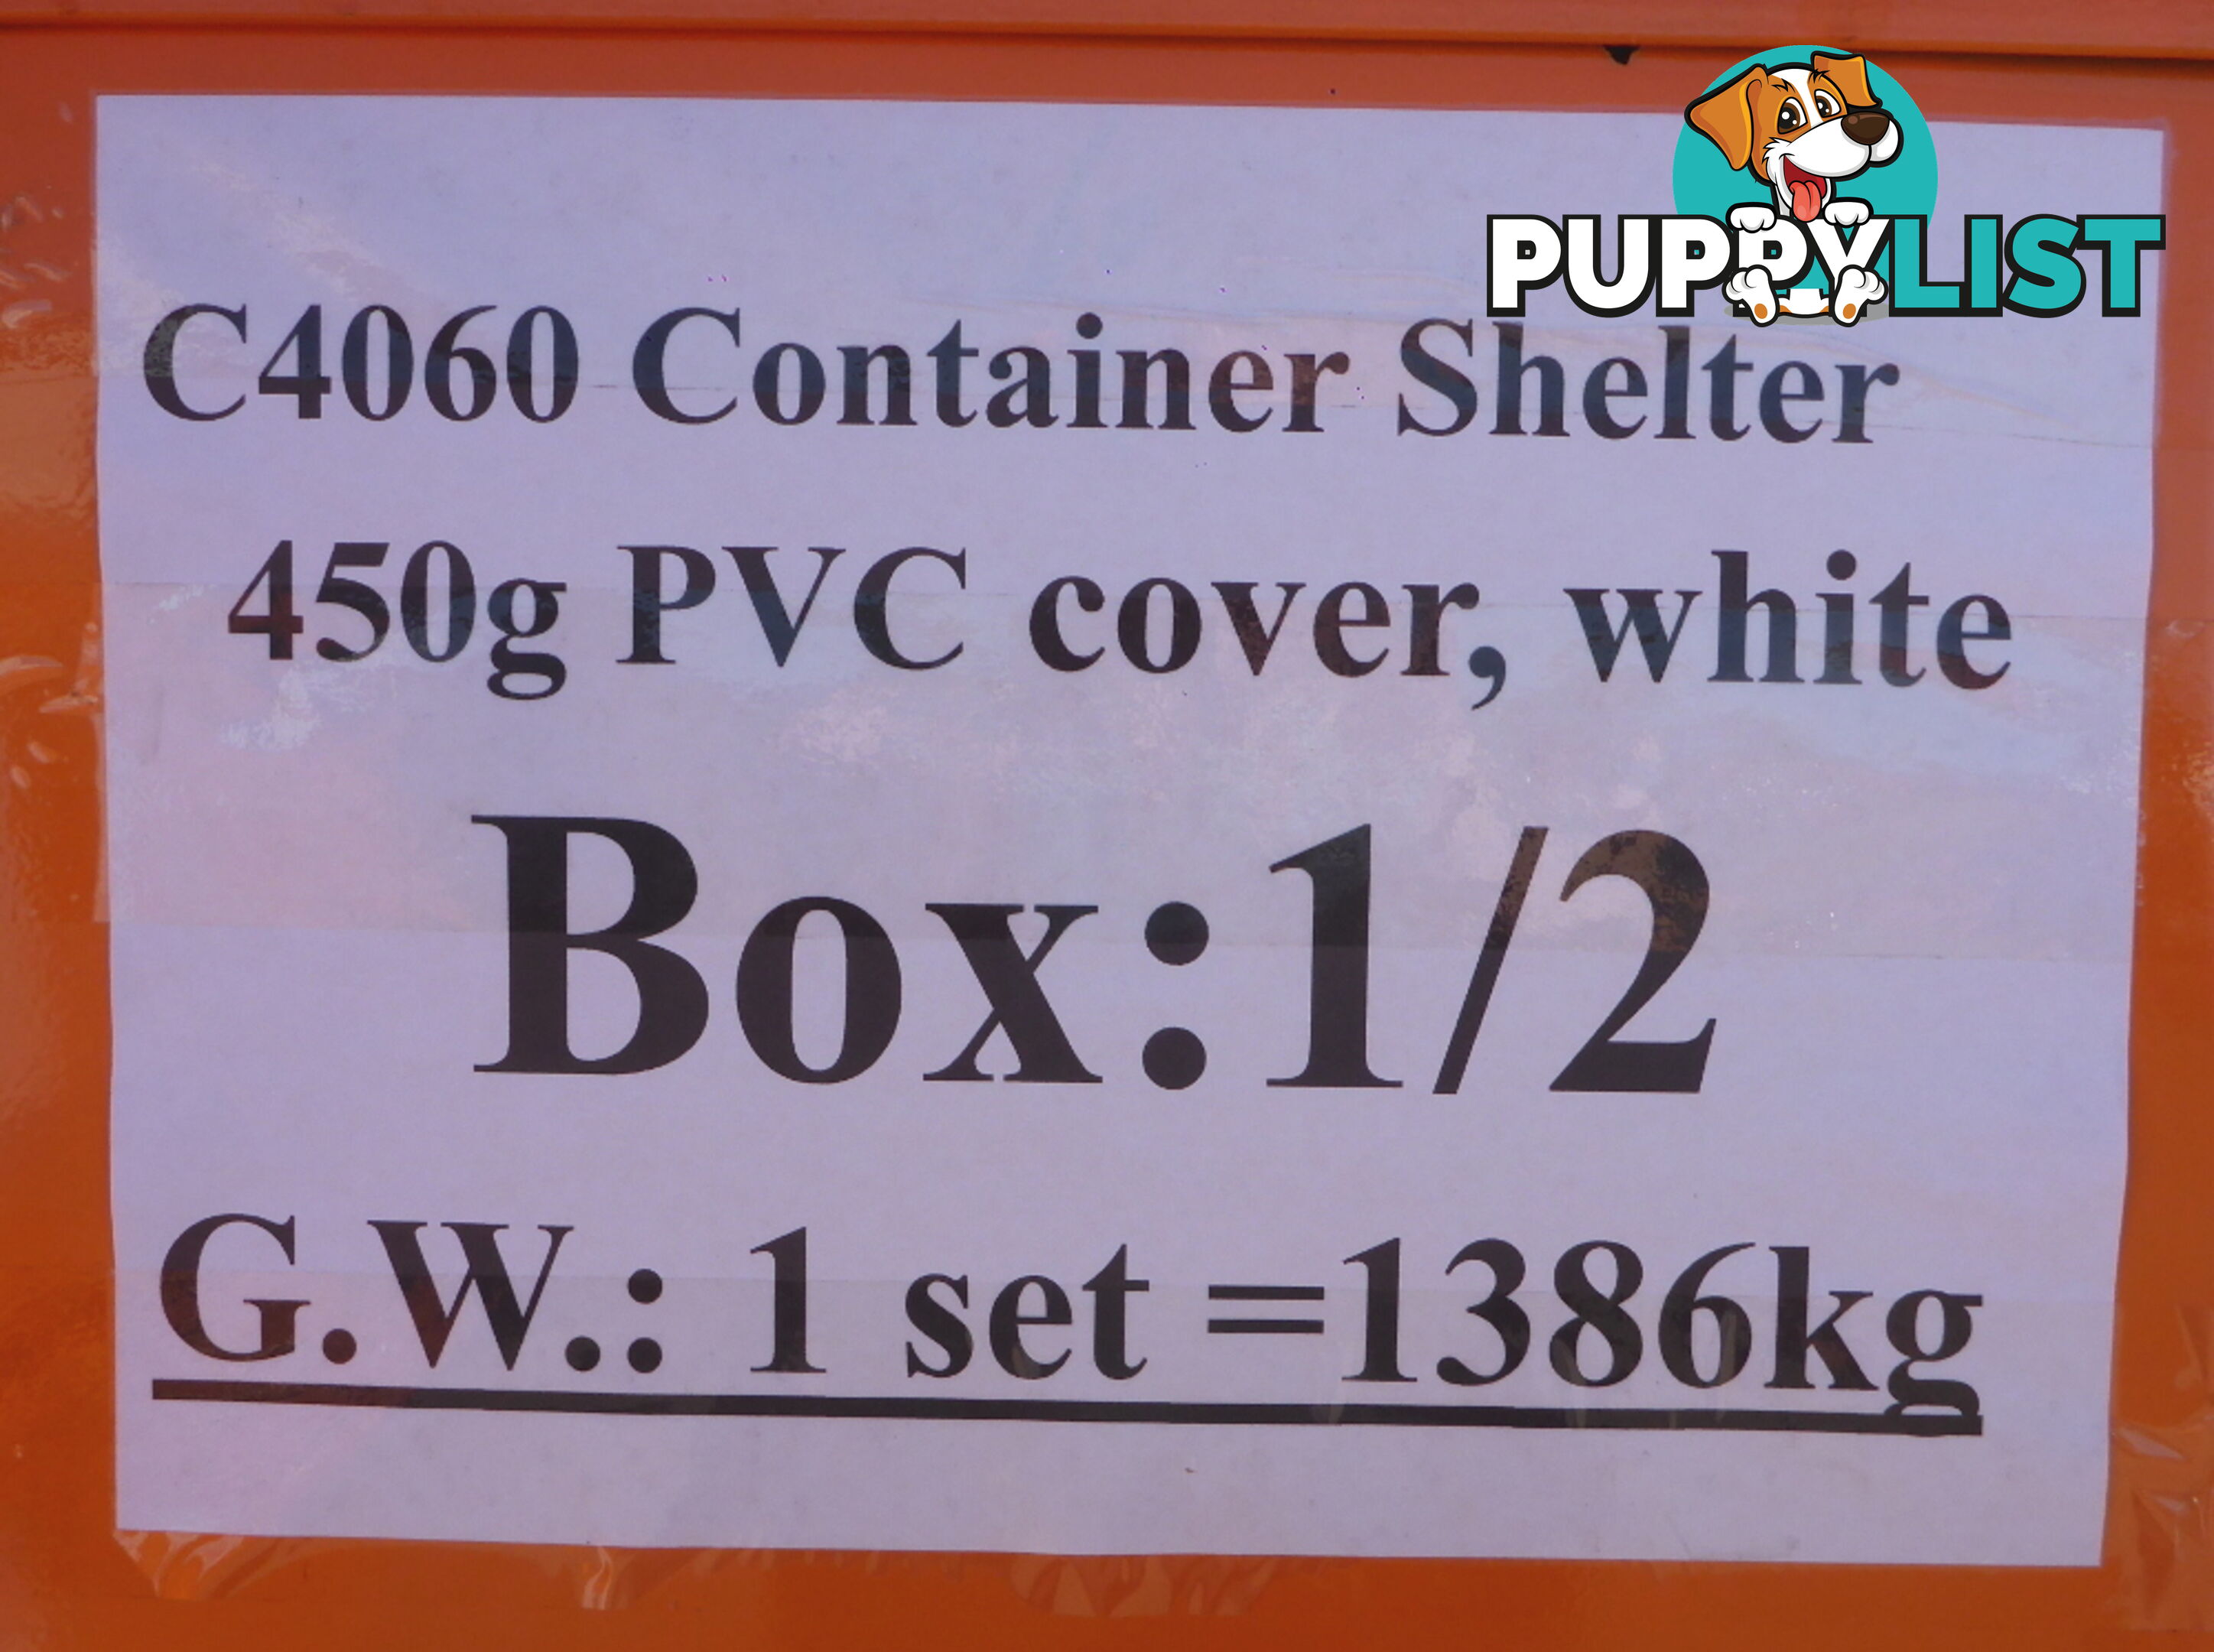 PUPPYLIST
C4060 Container Shelter
450g PVC cover, white
Box:1/2
G.W.: 1 set =1386kg